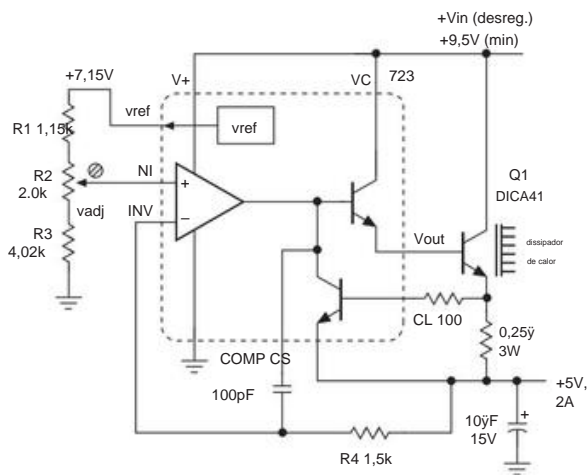 +Vin (desreg.)
+9,5V (min)
+7,15V
V+
VC
723
vref
vref
R1 1,15k
R2
2.0k
NI
vadj
INV
R3
4,02k
Q1
DICA41
Vout
dissipador
de calor
CL 100
0,25ÿ
3W
COMP CS
100pF
+5V,
2A
10ÿF
15V
R4 1,5k